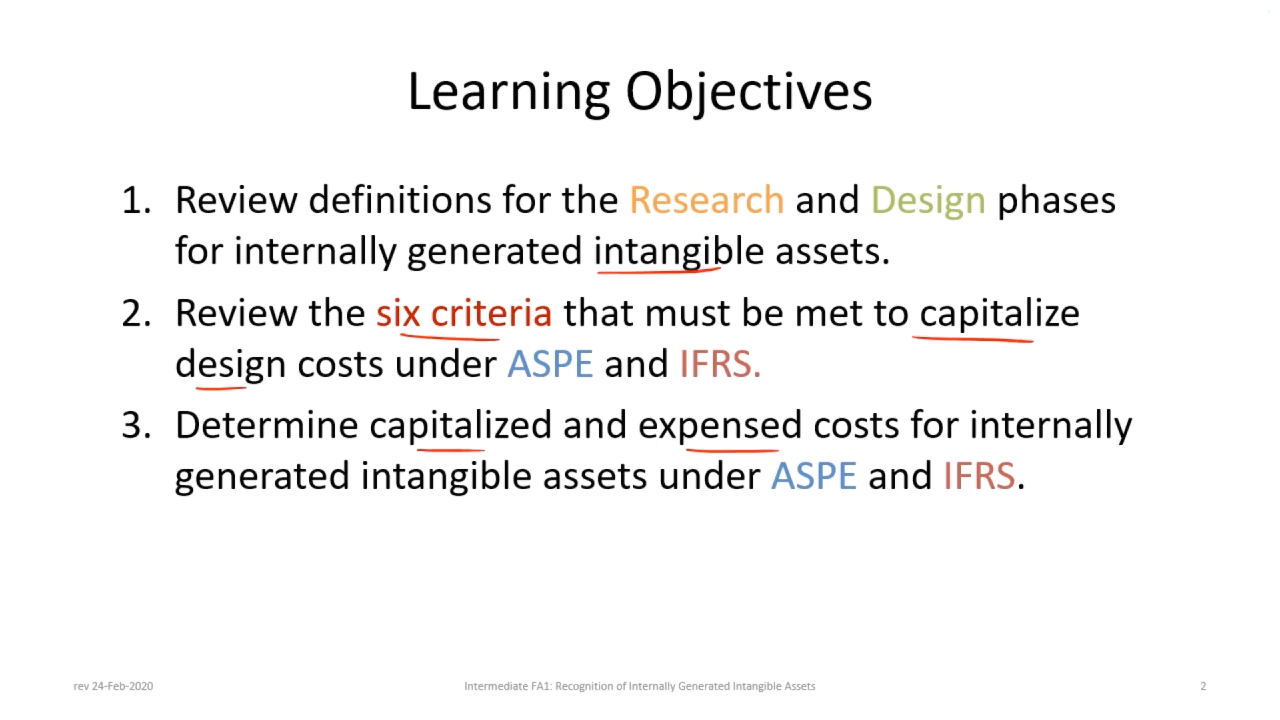 Learning Objectives
1. Review definitions for the Research and Design phases
for internally generated intangible assets.
2. Review the six criteria that must be met to capitalize
design costs under ASPE and IFRS.
3. Determine capitalized and expensed costs for internally
generated intangible assets under ASPE and IFRS.
rev 24-Feb-2020
Intermediate FA1: Recognition of Internally Generated Intangible Assets
2